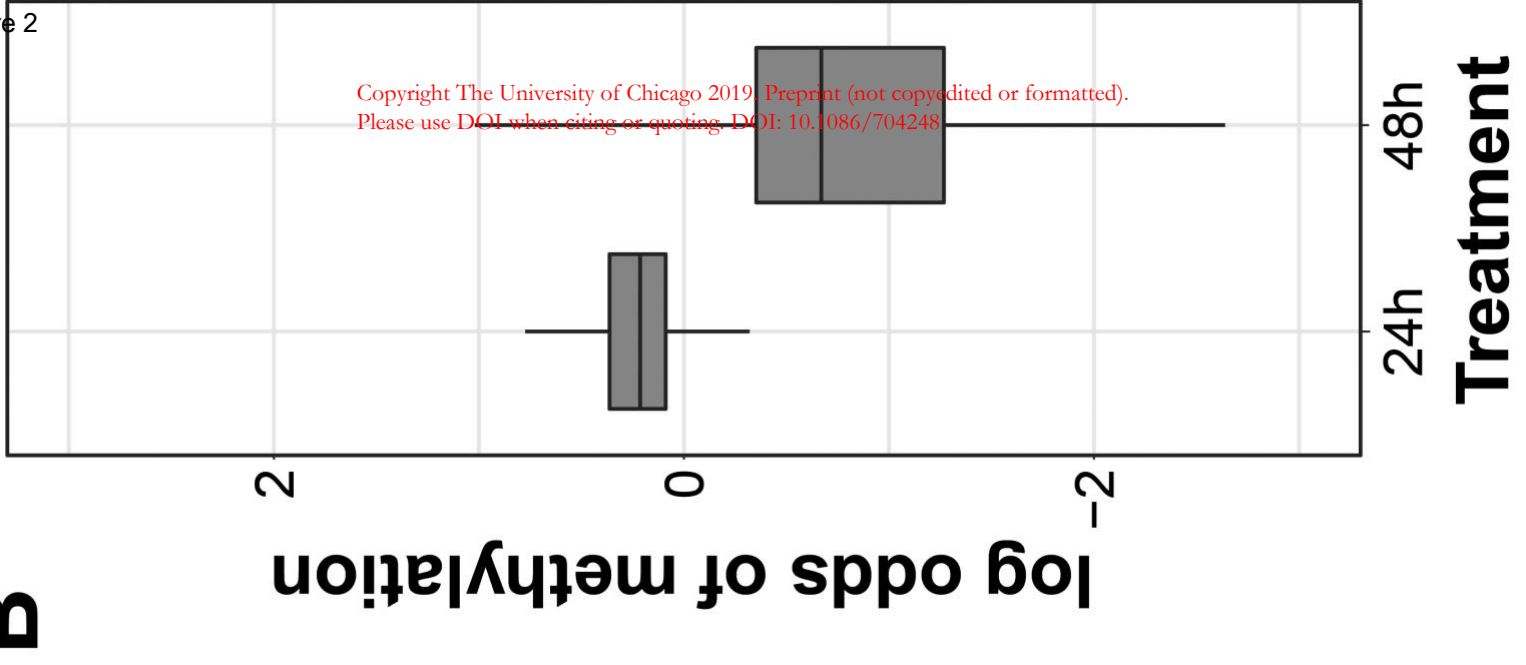 e 2
Copyright The University of Chicago 2019. Preprint (not copyedited or formatted).
Please use DOI when citing or quoting. DOI: 10.1086/704248
48h
24h
Treatment
2
0
−2
log odds of methylation